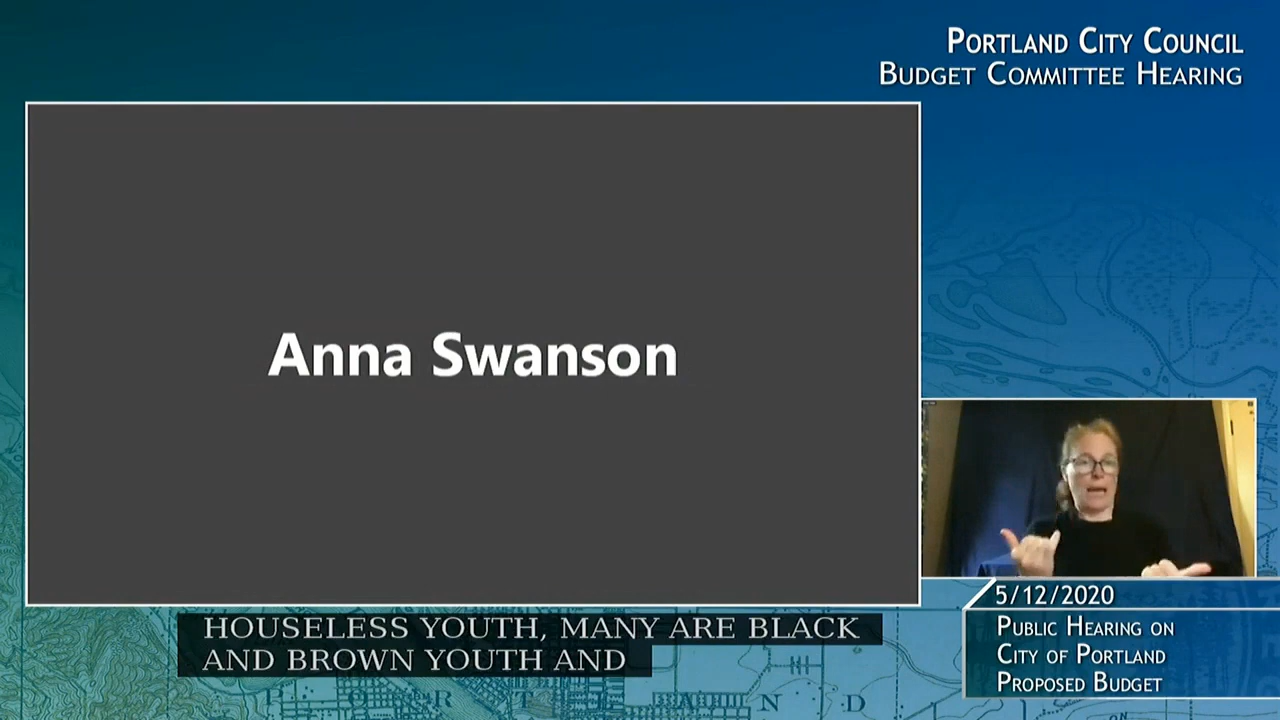 PORTLAND CITY COUNCIL
BUDGET COMMITTEE HEARING
Anna Swanson
5/12/2020
PUBLIC HEARING ON
CITY OF PORTLAND
PROPOSED BUDGET
HOUSELESS YOUTH, MANY ARE BLACK
AND BROWN YOUTH AND
P O R T L A N D